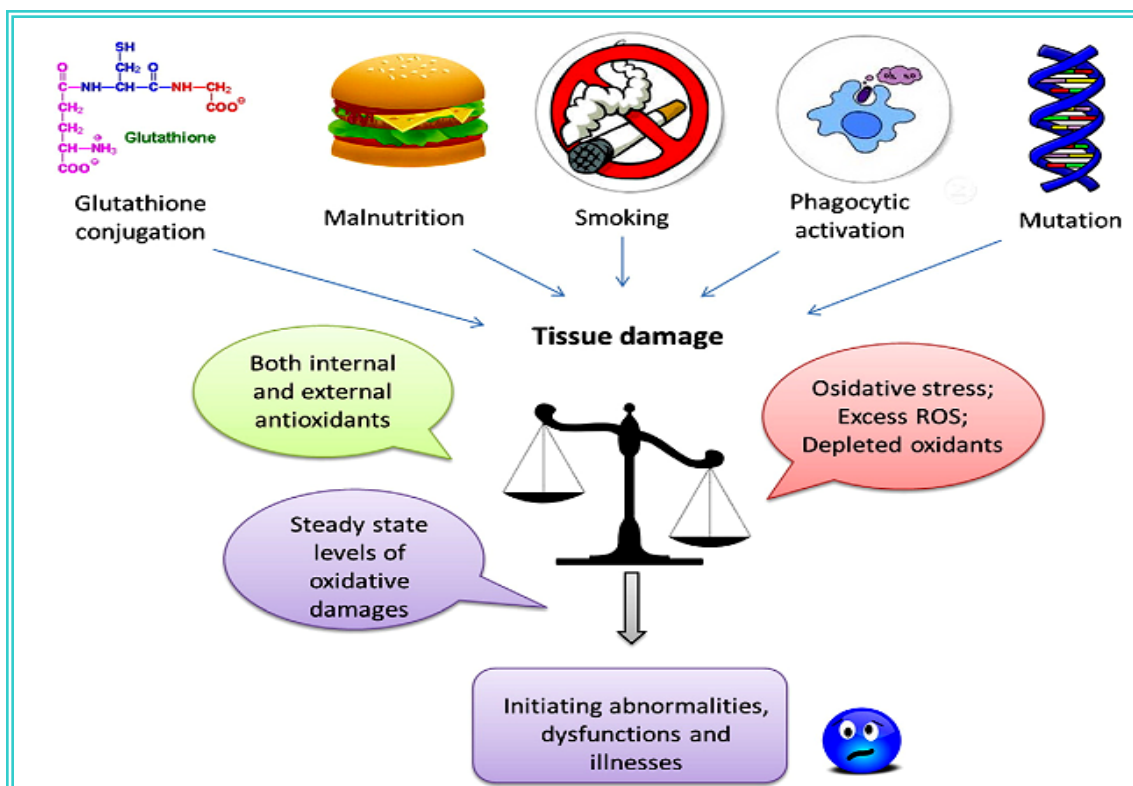 SH
CH₂
O
O
NH
NH
CH₂
CH₂
COO⊖
CH₂
Glutathione
CH—NH₃
⊖
COO⊖
Glutathione
conjugation
Malnutrition
Smoking
Phagocytic
activation
Mutation
Tissue damage
Both internal
and external
antioxidants
Osidative stress;
Excess ROS;
Depleted oxidants
Steady state
levels of
oxidative
damages
Initiating abnormalities,
dysfunctions and
illnesses